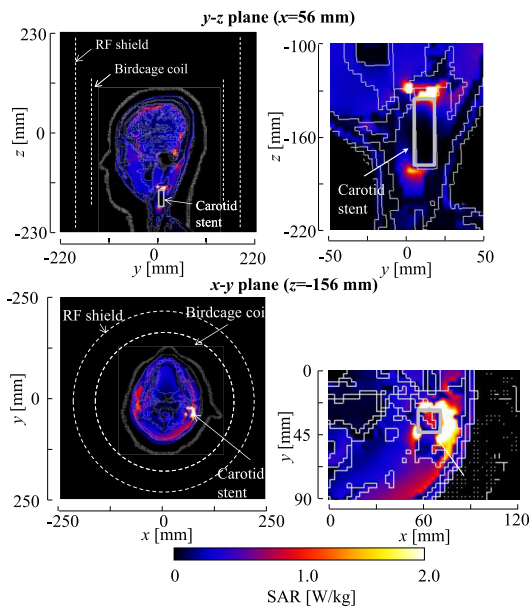 y-z plane (x=56 mm)
230
RF shield
Birdcage coil
z [mm]
0
Carotid
stent
-230
-220
0
220
y [mm]
-100
z [mm]
-160
Carotid
stent
-220
-50
0
50
y [mm]
x-y plane (z=-156 mm)
-250
RF shield
Birdcage coi
y [mm]
0
Carotid
stent
250
-250
0
250
x [mm]
0
y [mm]
45
90
0
60
120
x [mm]
0
1.0
2.0
SAR [W/kg]